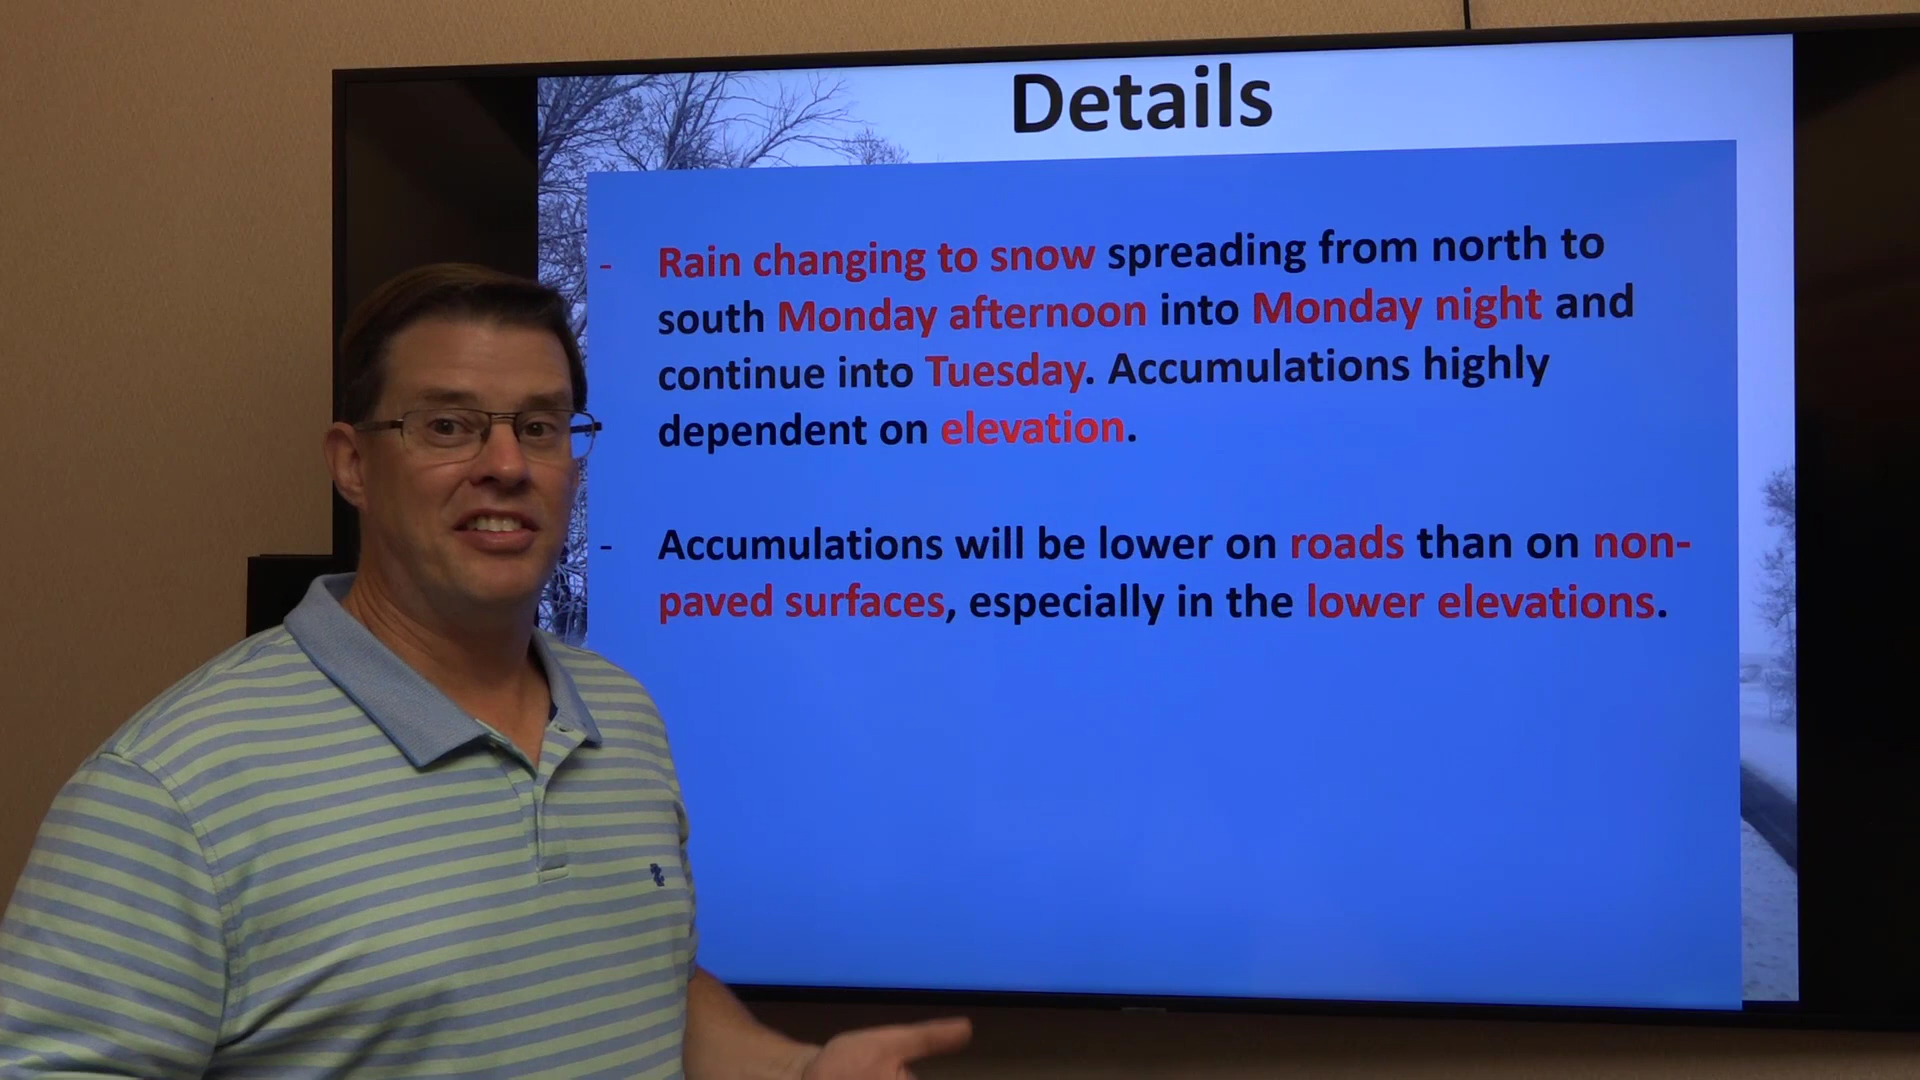 Details
- Rain changing to snow spreading from north to
south Monday afternoon into Monday night and
continue into Tuesday. Accumulations highly
dependent on elevation.
- Accumulations will be lower on roads than on non-
paved surfaces, especially in the lower elevations.